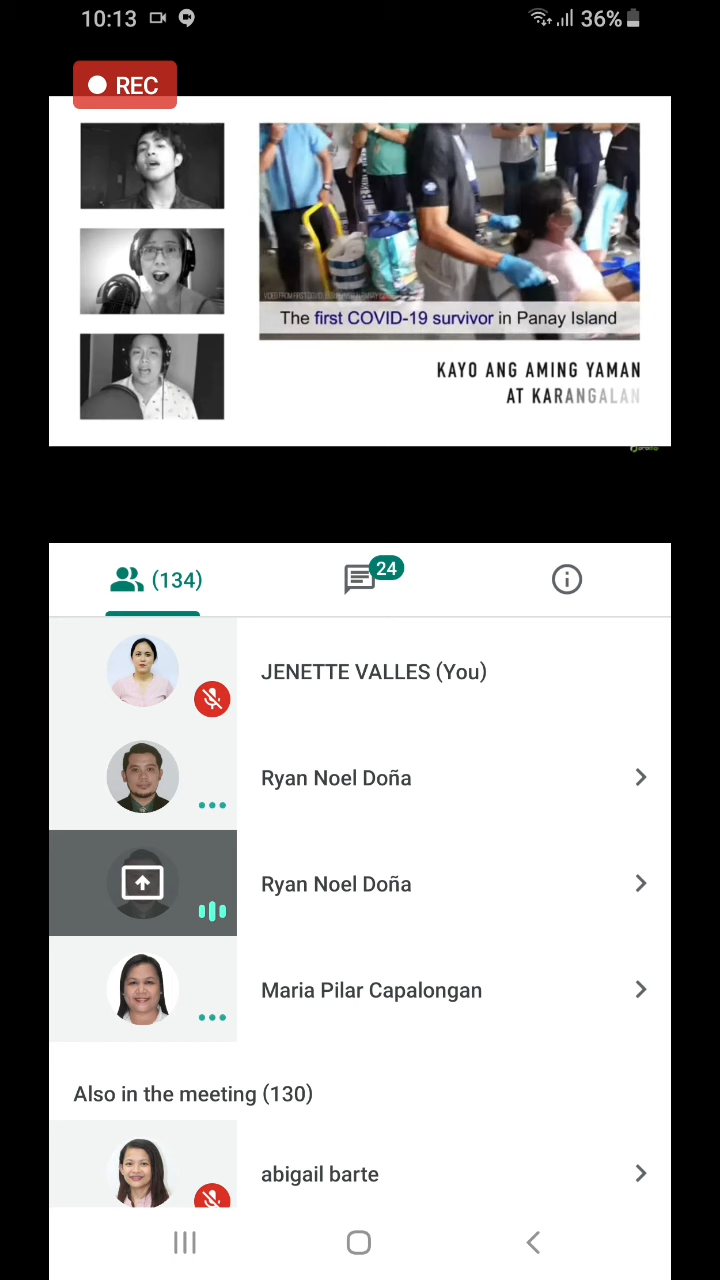 10:13
36%
REC
The first COVID-19 survivor in Panay Island
KAYO ANG AMING YAMAN
AT KARANGALAN
(134)
24
JENETTE VALLES (You)
Ryan Noel Doña
Ryan Noel Doña
Maria Pilar Capalongan
Also in the meeting (130)
abigail barte